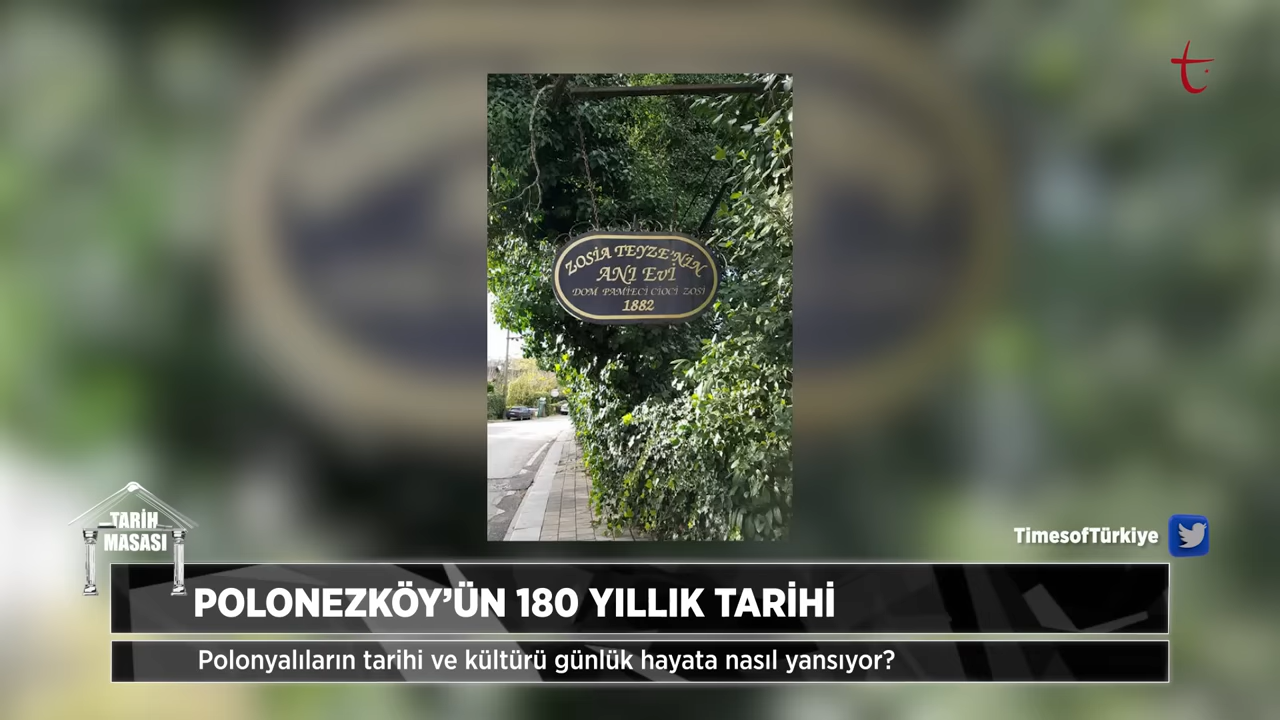 ZOSİA TEYZE'NİN
ANI Evİ
DOM PAMIECI CIOCI ZOSI
1882
TimesofTürkiye
TARİH
MASASI
POLONEZKÖY'ÜN 180 YILLIK TARİHİ
Polonyalıların tarihi ve kültürü günlük hayata nasıl yansıyor?